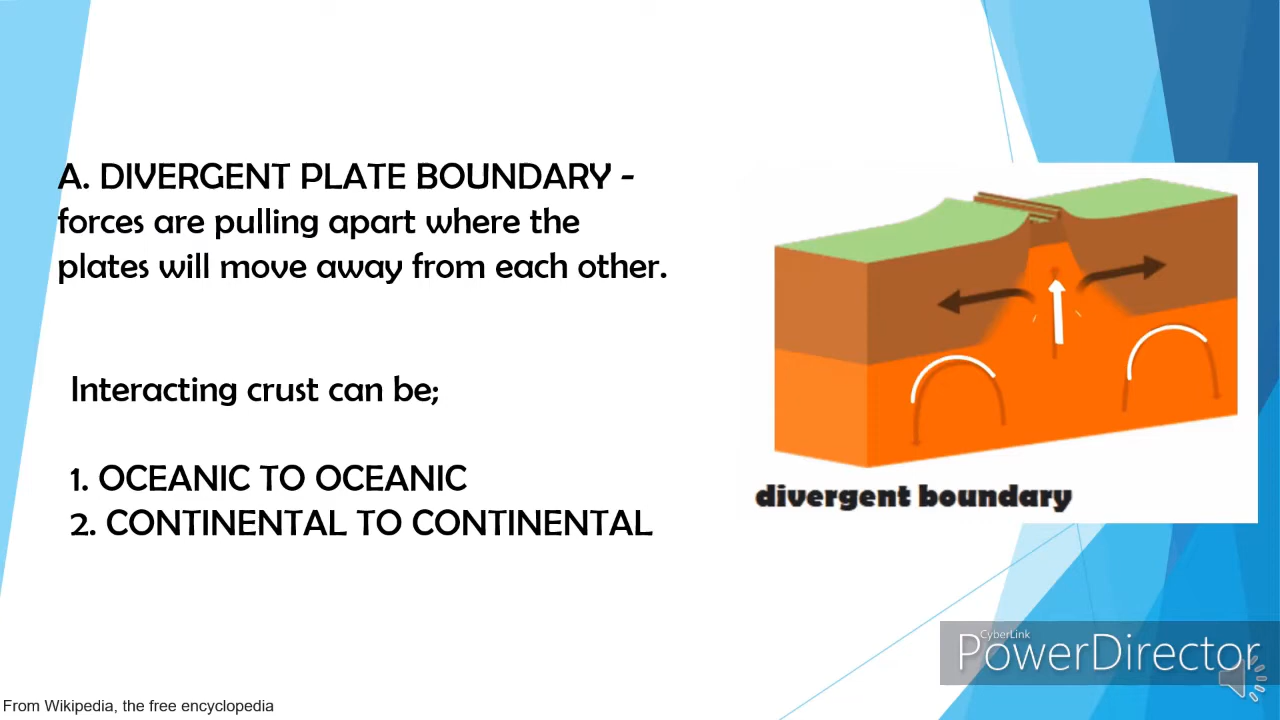 A. DIVERGENT PLATE BOUNDARY -
forces are pulling apart where the
plates will move away from each other.
Interacting crust can be;
1. OCEANIC TO OCEANIC
2. CONTINENTAL TO CONTINENTAL
divergent boundary
CyberLink
PowerDirector
From Wikipedia, the free encyclopedia